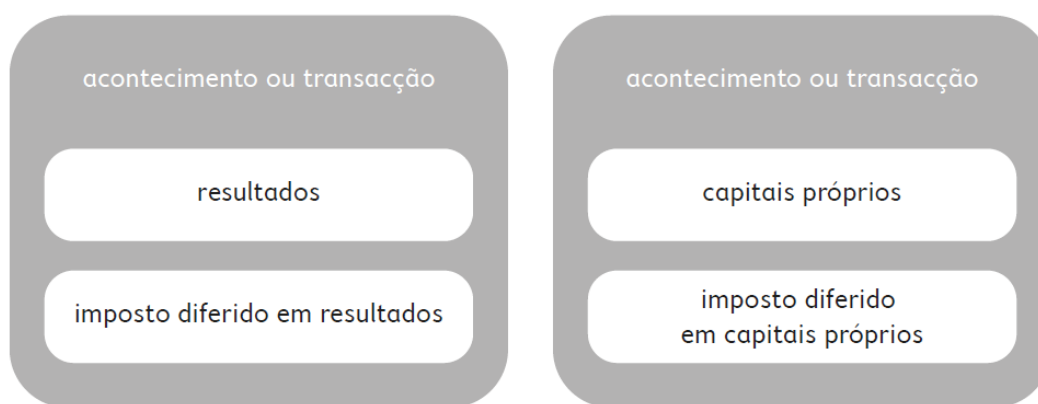 acontecimento ou transacção
resultados
imposto diferido em resultados
acontecimento ou transacção
capitais próprios
imposto diferido
em capitais próprios